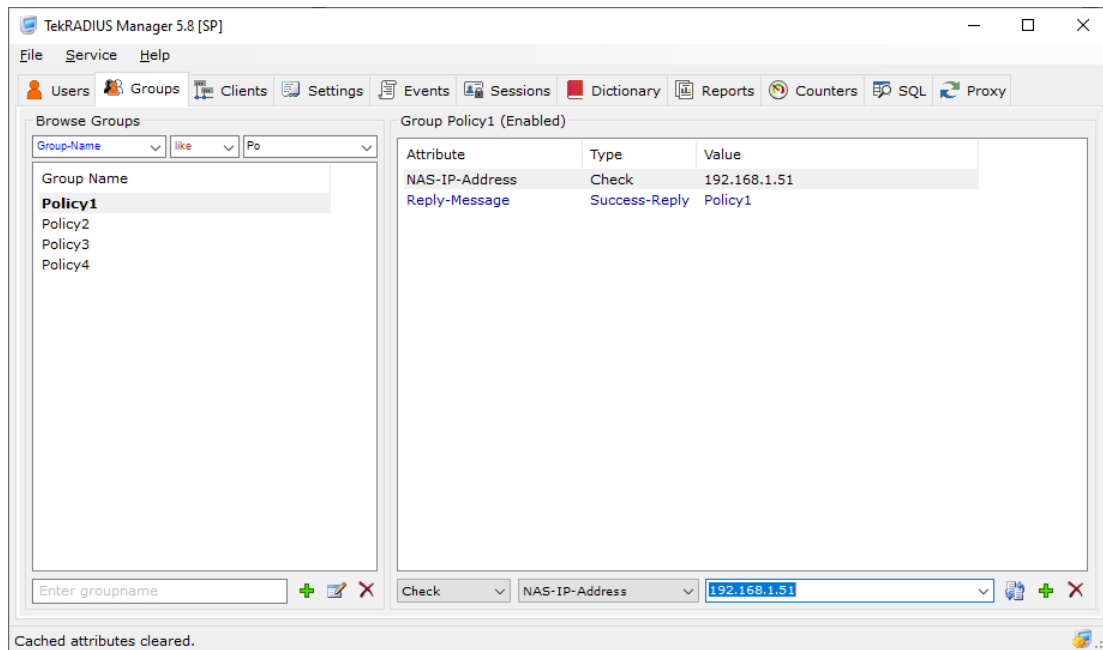 TekRADIUS Manager 5.8 [SP]
File Service Help
Users Groups Clients Settings Events Sessions Dictionary Reports Counters SQL Proxy
Browse Groups
Group-Name like Po
Group Name
Policy1
Policy2
Policy3
Policy4
Enter groupname
Group Policy1 (Enabled)
Attribute Type Value
NAS-IP-Address Check 192.168.1.51
Reply-Message Success-Reply Policy1
Check NAS-IP-Address 192.168.1.51
Cached attributes cleared.